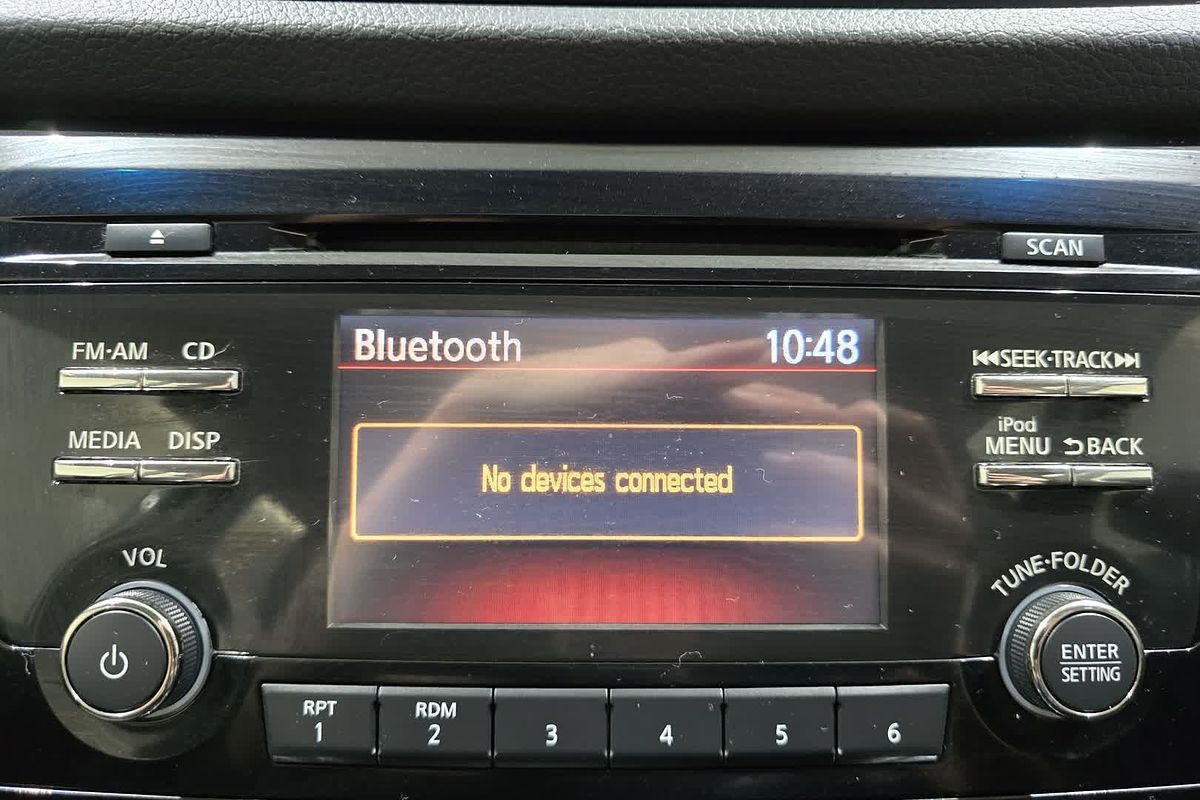 SCAN
FM·AM CD
Bluetooth 10:48
⏮SEEK·TRACK⏭
MEDIA DISP
iPod
MENU ⮌BACK
No devices connected
VOL
TUNE·FOLDER
ENTER
SETTING
RPT RDM
1 2 3 4 5 6